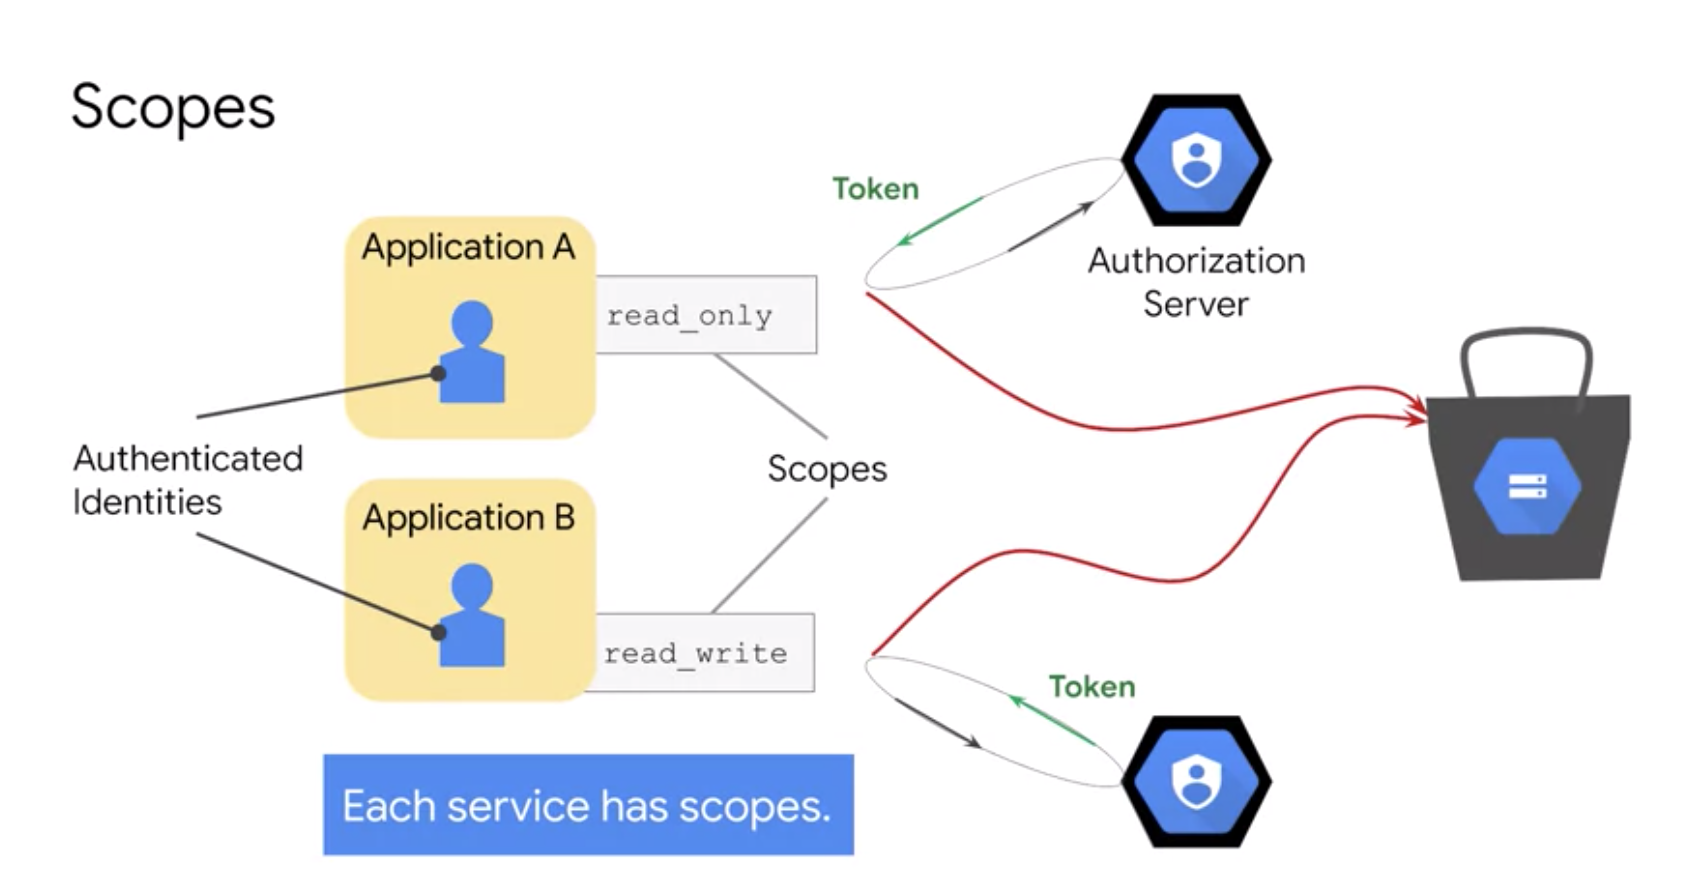 Scopes
Token
Application A
Authorization
Server
read_only
Authenticated
Identities
Scopes
Application B
read_write
Token
Each service has scopes.